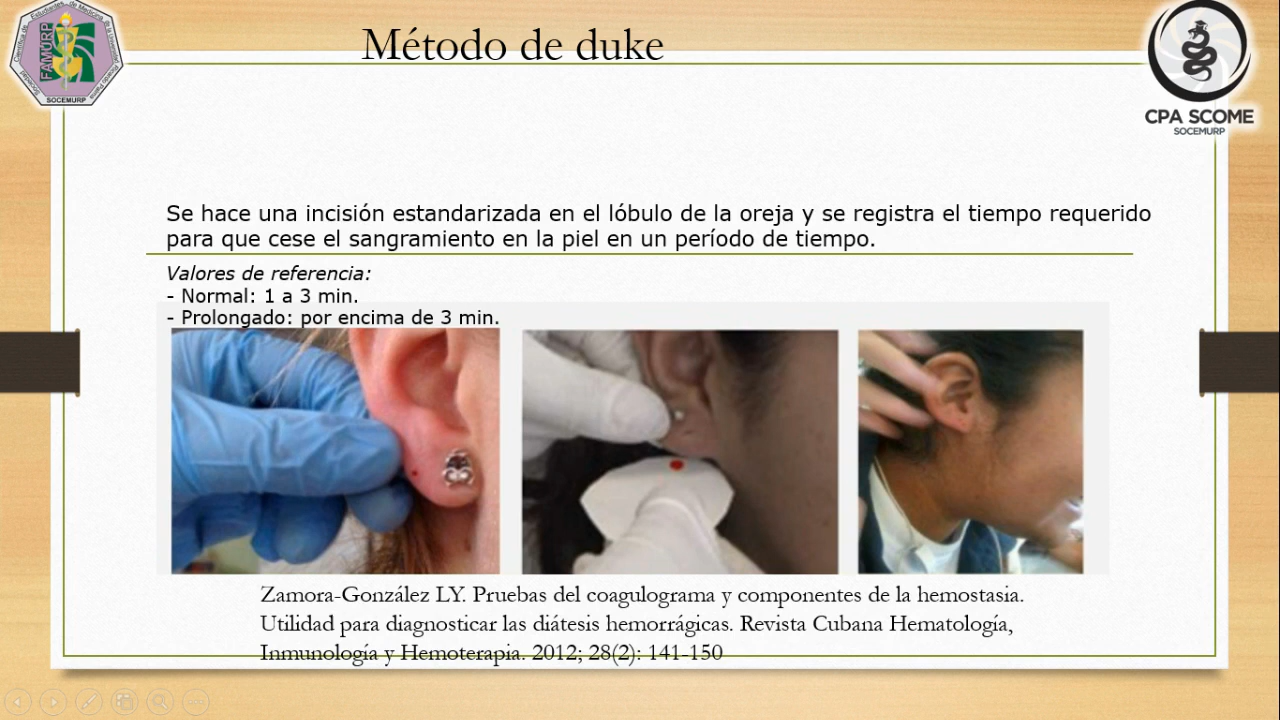 Método de duke
FAMURP
SOCEMURP
CPA SCOME
SOCEMURP
Se hace una incisión estandarizada en el lóbulo de la oreja y se registra el tiempo requerido
para que cese el sangramiento en la piel en un período de tiempo.
Valores de referencia:
- Normal: 1 a 3 min.
- Prolongado: por encima de 3 min.
Zamora-González LY. Pruebas del coagulograma y componentes de la hemostasia.
Utilidad para diagnosticar las diátesis hemorrágicas. Revista Cubana Hematología,
Inmunología y Hemoterapia. 2012; 28(2): 141-150